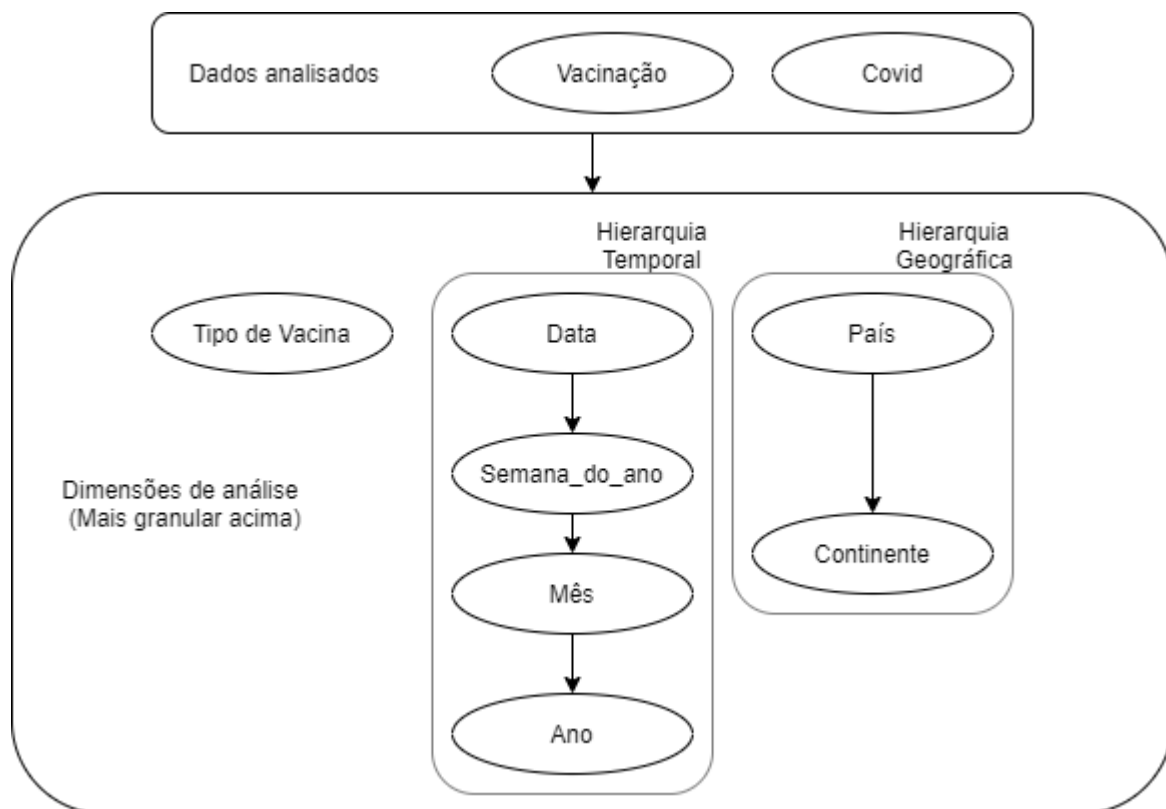 Dados analisados
Vacinação
Covid
Hierarquia
Temporal
Hierarquia
Geográfica
Tipo de Vacina
Data
País
Semana_do_ano
Dimensões de análise
(Mais granular acima)
Continente
Mês
Ano